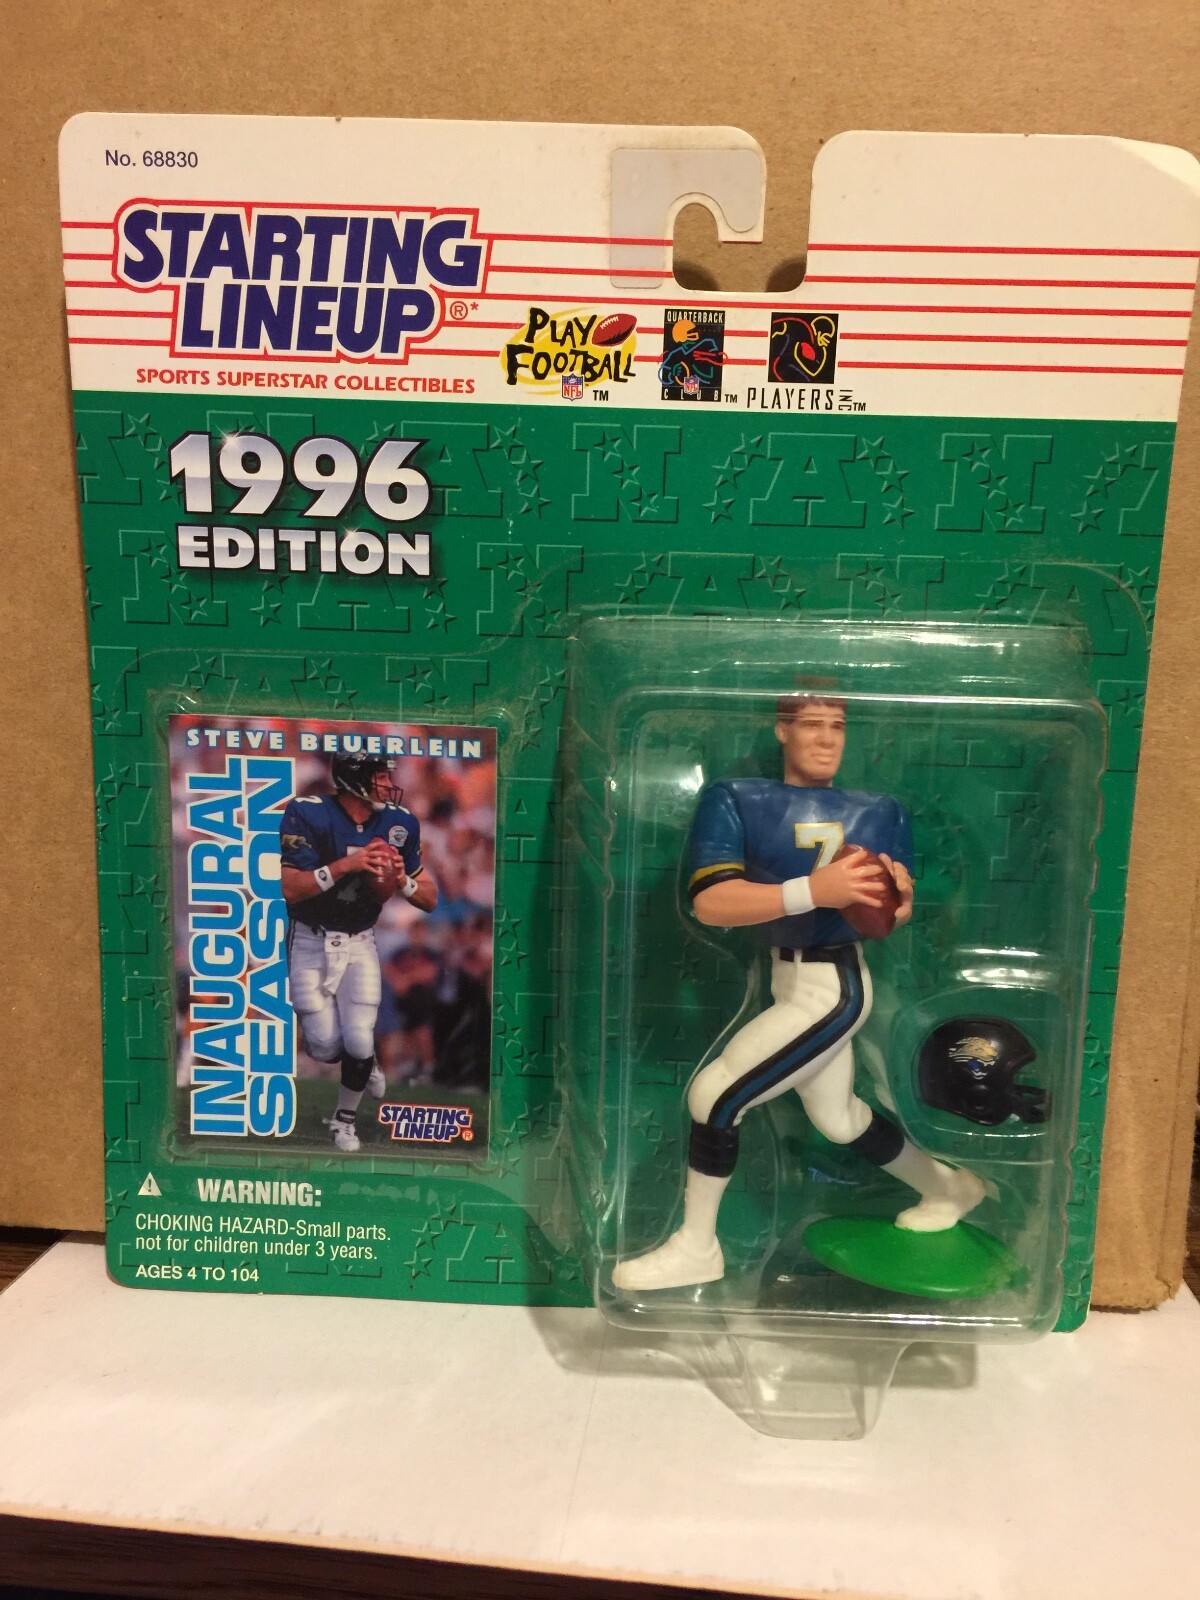 No. 68830
STARTING
LINEUP®*
SPORTS SUPERSTAR COLLECTIBLES
PLAY
FOOTBALL
NFL
TM
QUARTERBACK
CLUB
NFL
TM
PLAYERS INC TM
1996
EDITION
STEVE BEUERLEIN
INAUGURAL
SEASON
7
STARTING
LINEUP®
7
WARNING:
CHOKING HAZARD-Small parts.
not for children under 3 years.
AGES 4 TO 104